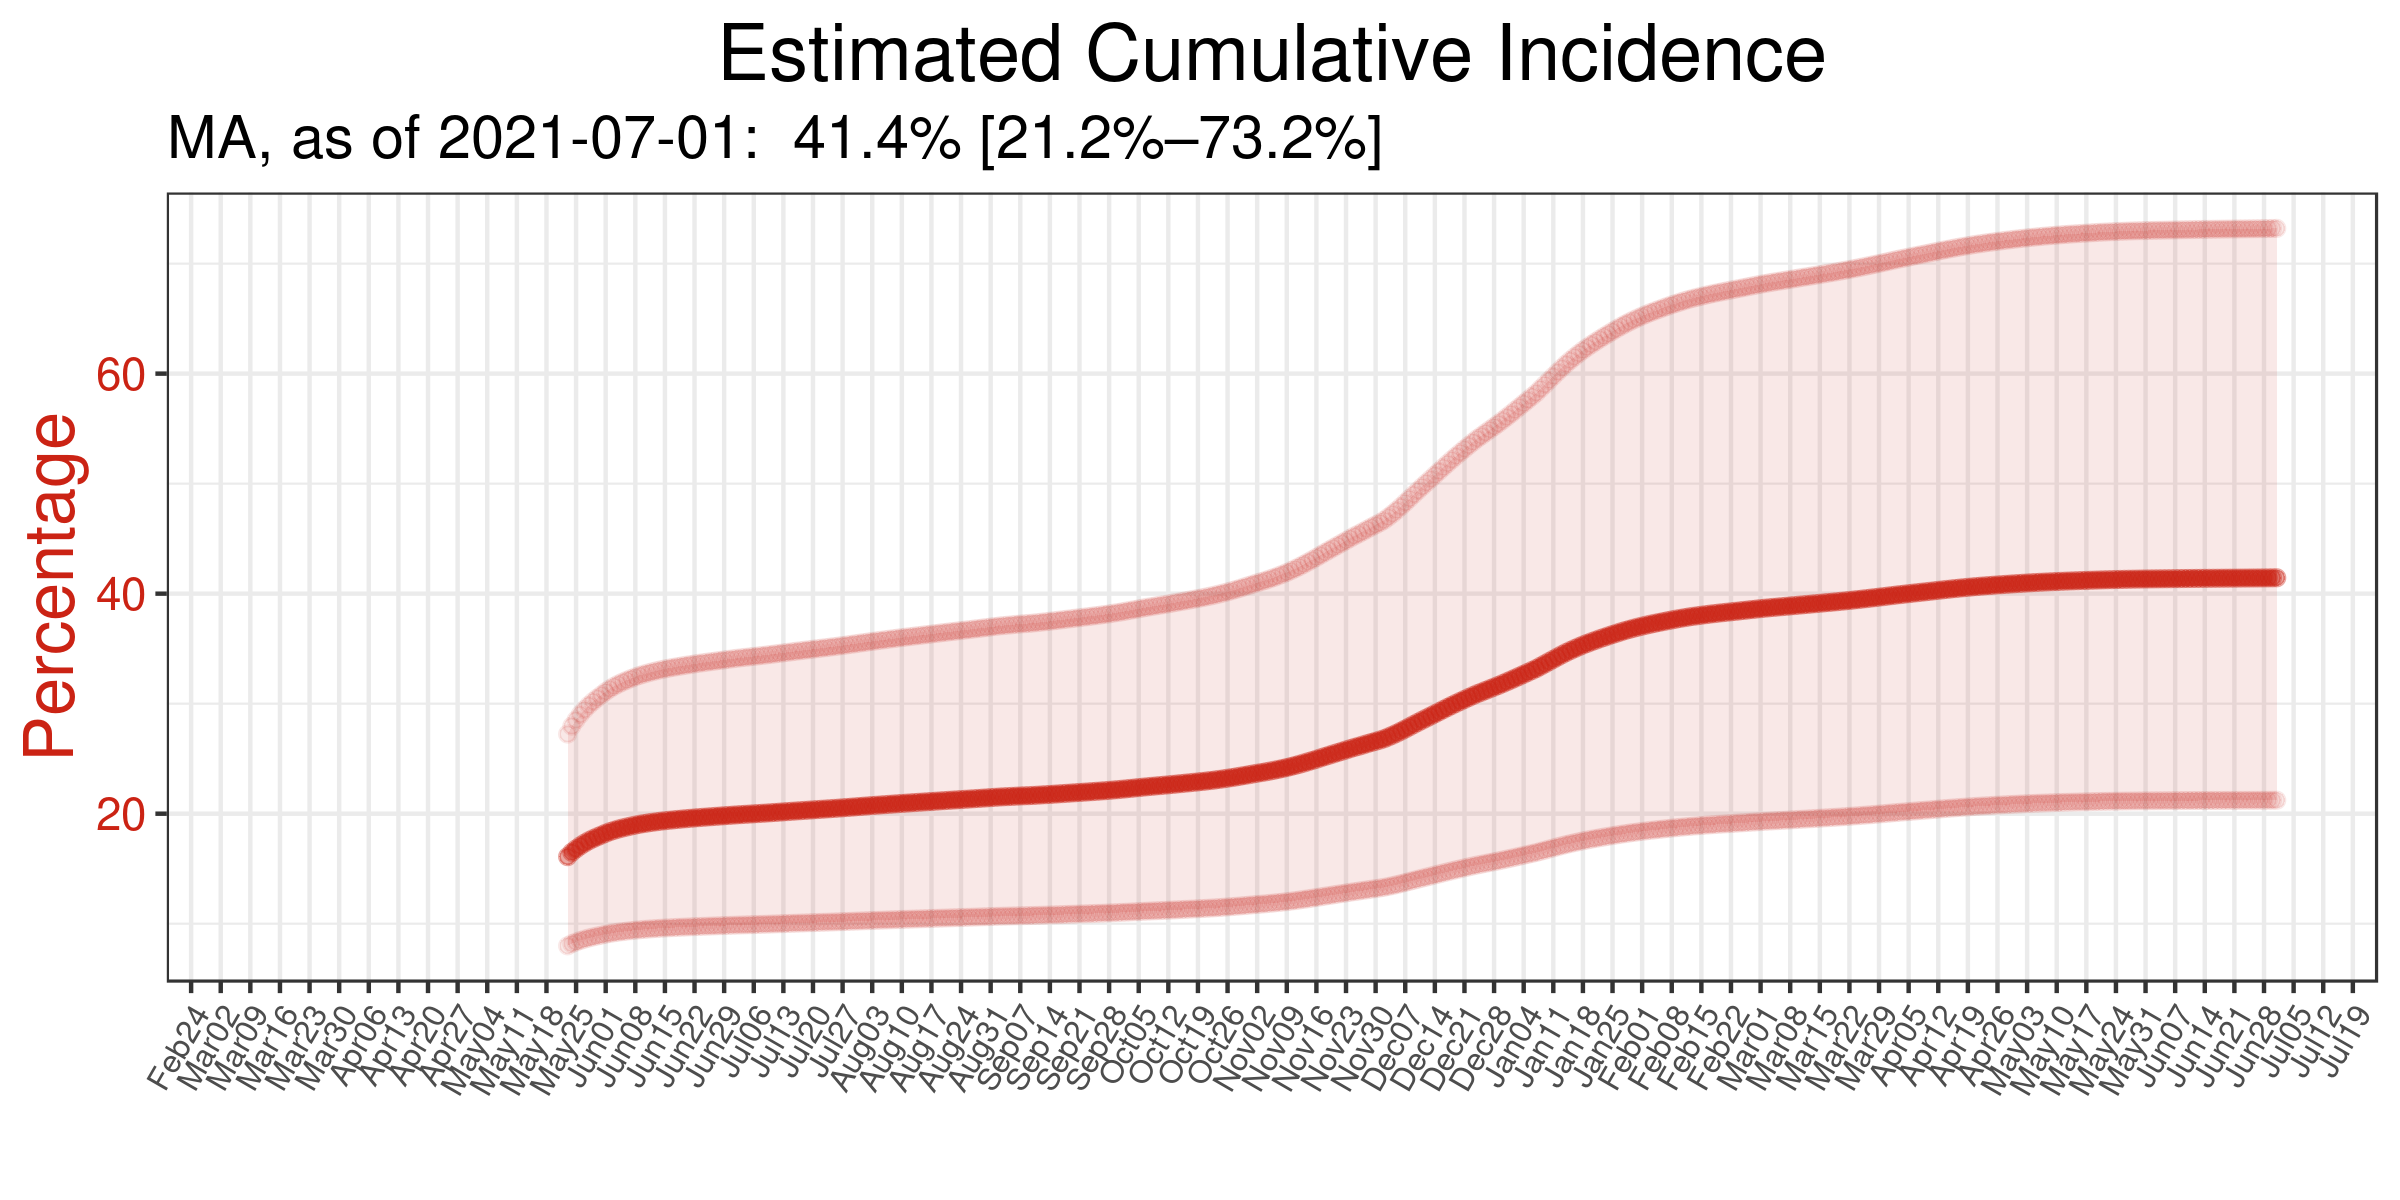 Estimated Cumulative Incidence
MA, as of 2021-07-01:  41.4% [21.2%–73.2%]
Percentage
60
40
20
Feb24
Mar02
Mar09
Mar16
Mar23
Mar30
Apr06
Apr13
Apr20
Apr27
May04
May11
May18
May25
Jun01
Jun08
Jun15
Jun22
Jun29
Jul06
Jul13
Jul20
Jul27
Aug03
Aug10
Aug17
Aug24
Aug31
Sep07
Sep14
Sep21
Sep28
Oct05
Oct12
Oct19
Oct26
Nov02
Nov09
Nov16
Nov23
Nov30
Dec07
Dec14
Dec21
Dec28
Jan04
Jan11
Jan18
Jan25
Feb01
Feb08
Feb15
Feb22
Mar01
Mar08
Mar15
Mar22
Mar29
Apr05
Apr12
Apr19
Apr26
May03
May10
May17
May24
May31
Jun07
Jun14
Jun21
Jun28
Jul05
Jul12
Jul19